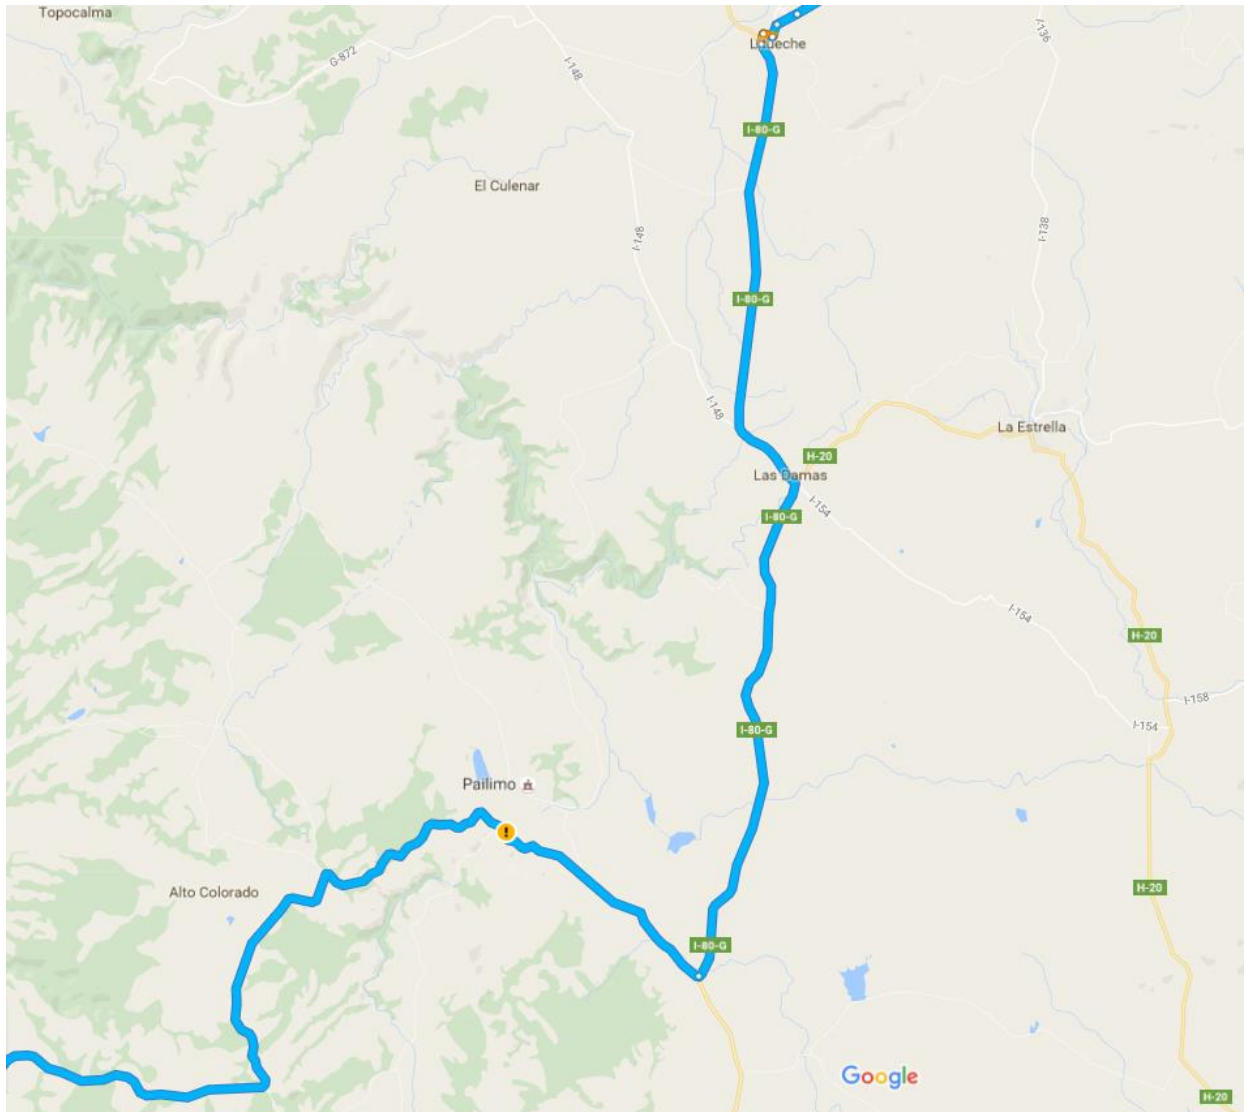 Topocalma
G-872
I-148
Litueche
I-136
I-80-G
El Culenar
I-148
I-138
I-80-G
I-148
La Estrella
H-20
Las Damas
I-154
I-80-G
I-154
H-20
I-158
I-154
I-80-G
Pailimo
Alto Colorado
H-20
I-80-G
Google
H-20